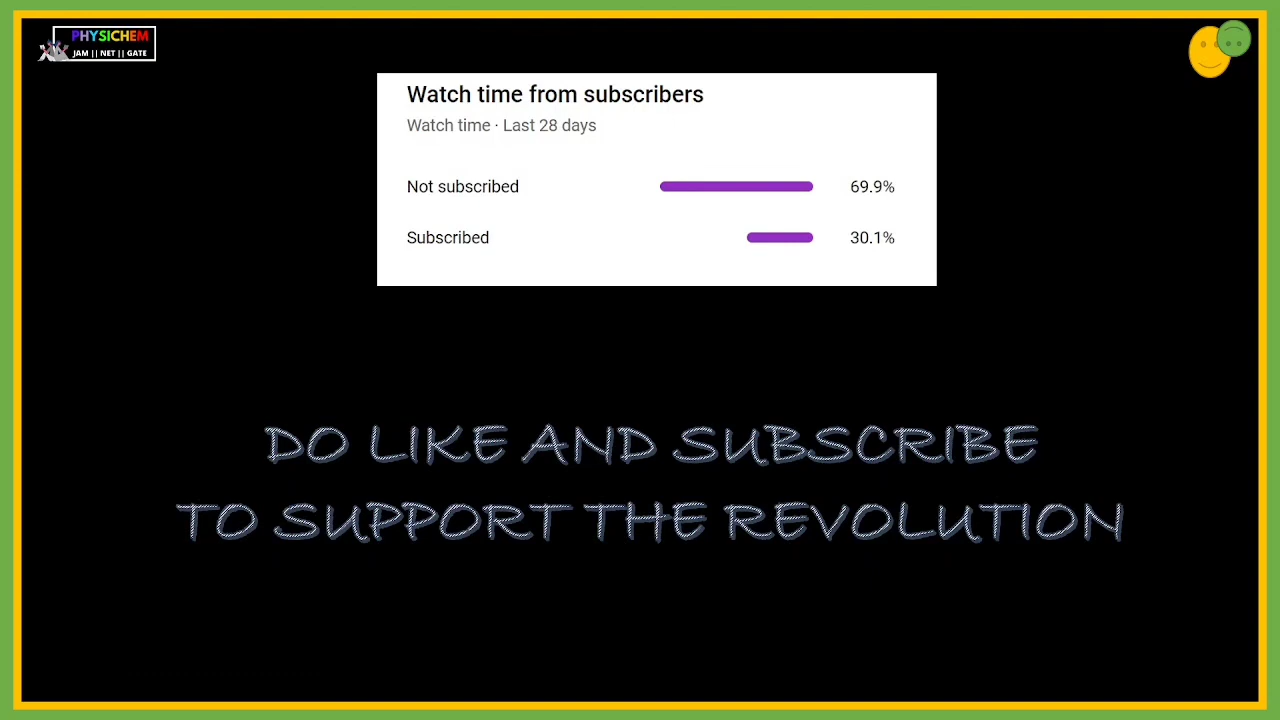 PHYSICHEM
JAM || NET || GATE
Watch time from subscribers
Watch time · Last 28 days
Not subscribed 69.9%
Subscribed 30.1%
DO LIKE AND SUBSCRIBE
TO SUPPORT THE REVOLUTION